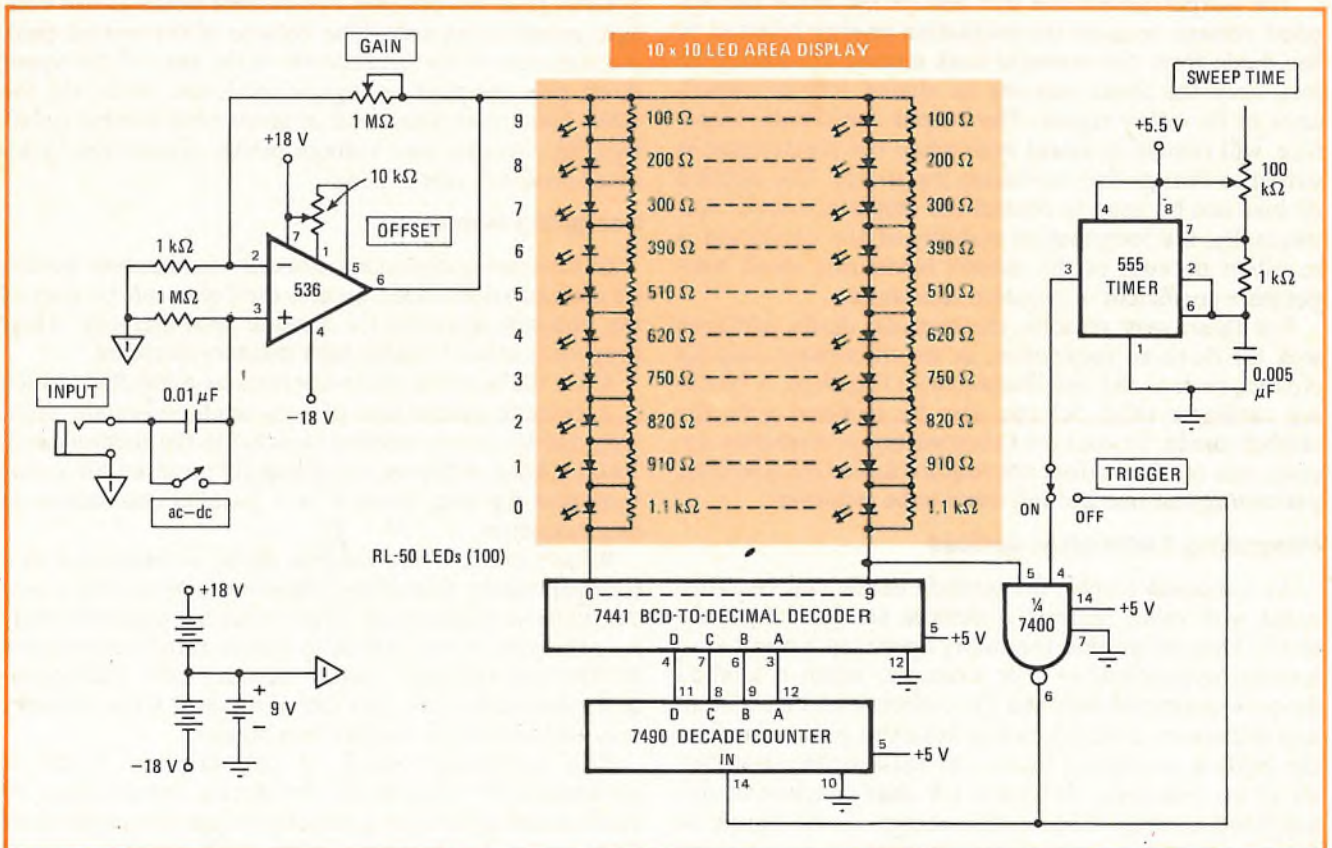 10 x 10 LED AREA DISPLAY
GAIN
1 MΩ
+18 V
10 kΩ
OFFSET
7
1
5
6
2
3
4
+
536
1 kΩ
1 MΩ
-18 V
INPUT
0.01 µF
ac–dc
+18 V
+
9 V
–
-18 V
9
8
7
6
5
4
3
2
1
0
100 Ω
200 Ω
300 Ω
390 Ω
510 Ω
620 Ω
750 Ω
820 Ω
910 Ω
1.1 kΩ
100 Ω
200 Ω
300 Ω
390 Ω
510 Ω
620 Ω
750 Ω
820 Ω
910 Ω
1.1 kΩ
RL-50 LEDs (100)
0
9
7441 BCD-TO-DECIMAL DECODER
5
+5 V
D C B A
4 7 6 3
12
11 8 9 12
D C B A
7490 DECADE COUNTER
5
+5 V
IN
14
10
SWEEP TIME
+5.5 V
100
kΩ
4
8
7
3
555
TIMER
6
1
1 kΩ
0.005
µF
TRIGGER
ON
OFF
5
4
1/4
7400
14
+5 V
7
6